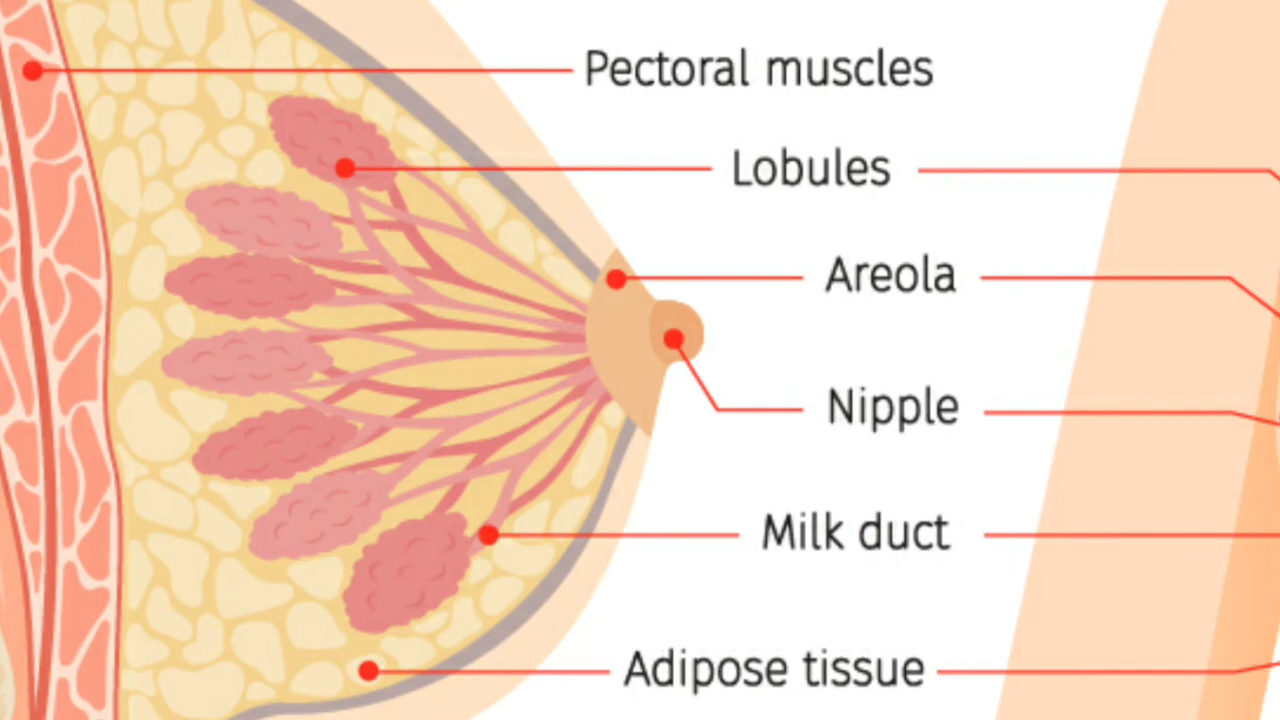 Pectoral muscles
Lobules
Areola
Nipple
Milk duct
Adipose tissue